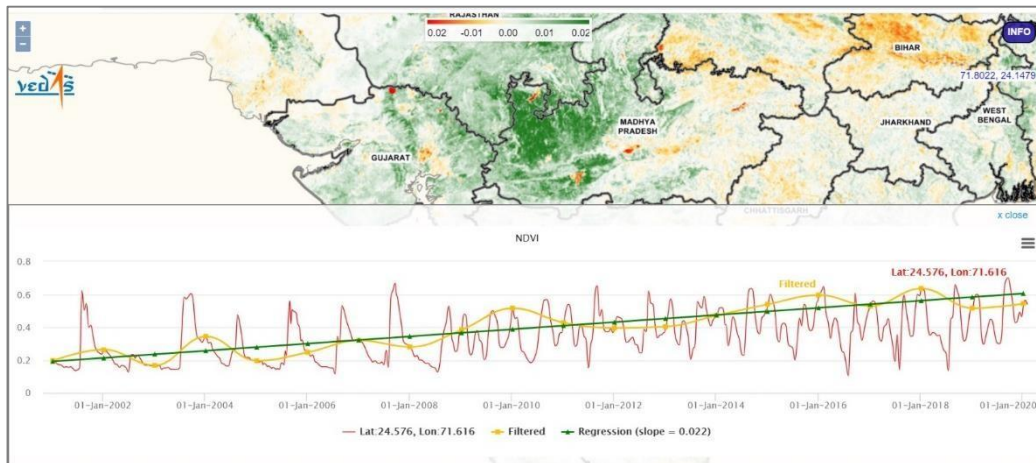 RAJASTHAN
0.02 -0.01 0.00 0.01 0.02
INFO
BIHAR
71.8022, 24.1479
vedas
MADHYA
PRADESH
JHARKHAND
WEST
BENGAL
GUJARAT
CHHATTISGARH
x close
NDVI
Lat:24.576, Lon:71.616
Filtered
0.8
0.6
0.4
0.2
0
01-Jan-2002 01-Jan-2004 01-Jan-2006 01-Jan-2008 01-Jan-2010 01-Jan-2012 01-Jan-2014 01-Jan-2016 01-Jan-2018 01-Jan-2020
Lat:24.576, Lon:71.616 Filtered Regression (slope = 0.022)